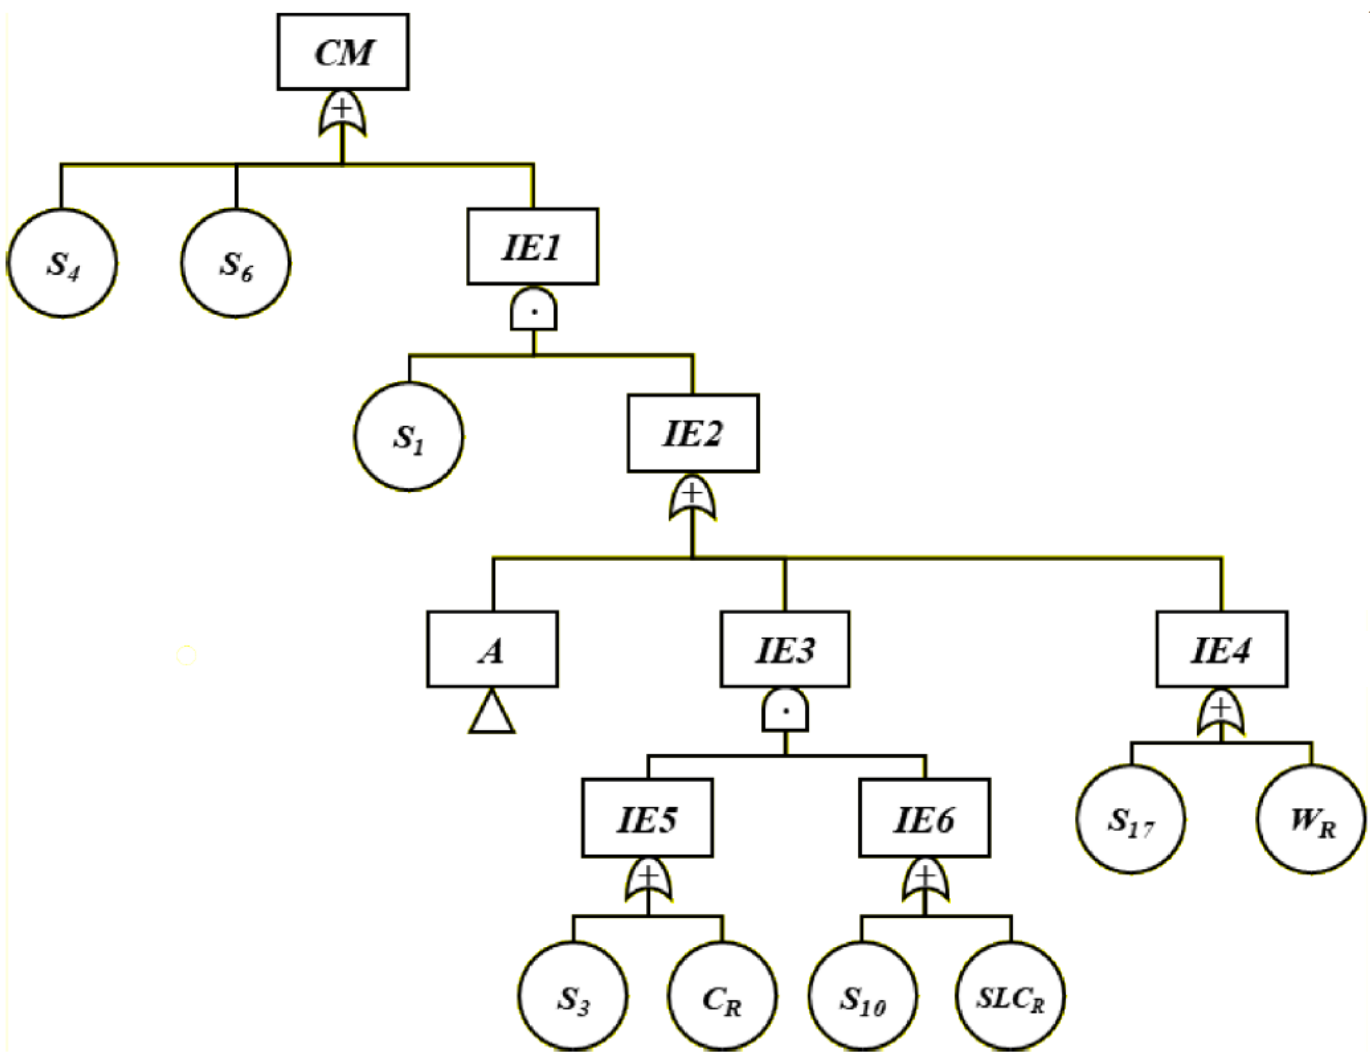 CM
+
S4 S6 IE1
·
S1 IE2
+
A IE3 IE4
· +
IE5 IE6 S17 WR
+ +
S3 CR S10 SLCR